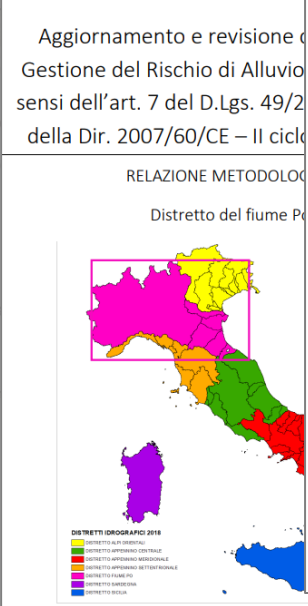 Aggiornamento e revisione
Gestione del Rischio di Alluvio
sensi dell'art. 7 del D.Lgs. 49/2
della Dir. 2007/60/CE – II ciclo
RELAZIONE METODOLOG
Distretto del fiume Po
DISTRETTI IDROGRAFICI 2018
DISTRETTO ALPI ORIENTALI
DISTRETTO APPENNINO CENTRALE
DISTRETTO APPENNINO MERIDIONALE
DISTRETTO APPENNINO SETTENTRIONALE
DISTRETTO FIUME PO
DISTRETTO SARDEGNA
DISTRETTO SICILIA